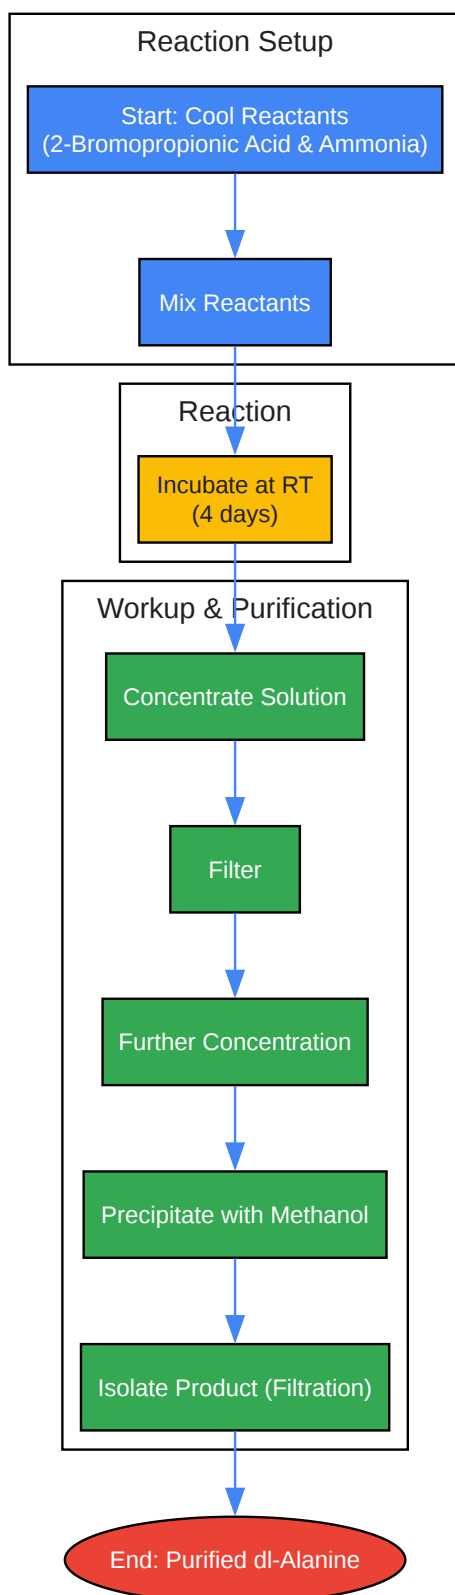 Reaction Setup
Start: Cool Reactants
(2-Bromopropionic Acid & Ammonia)
Mix Reactants
Reaction
Incubate at RT
(4 days)
Workup & Purification
Concentrate Solution
Filter
Further Concentration
Precipitate with Methanol
Isolate Product (Filtration)
End: Purified dl-Alanine